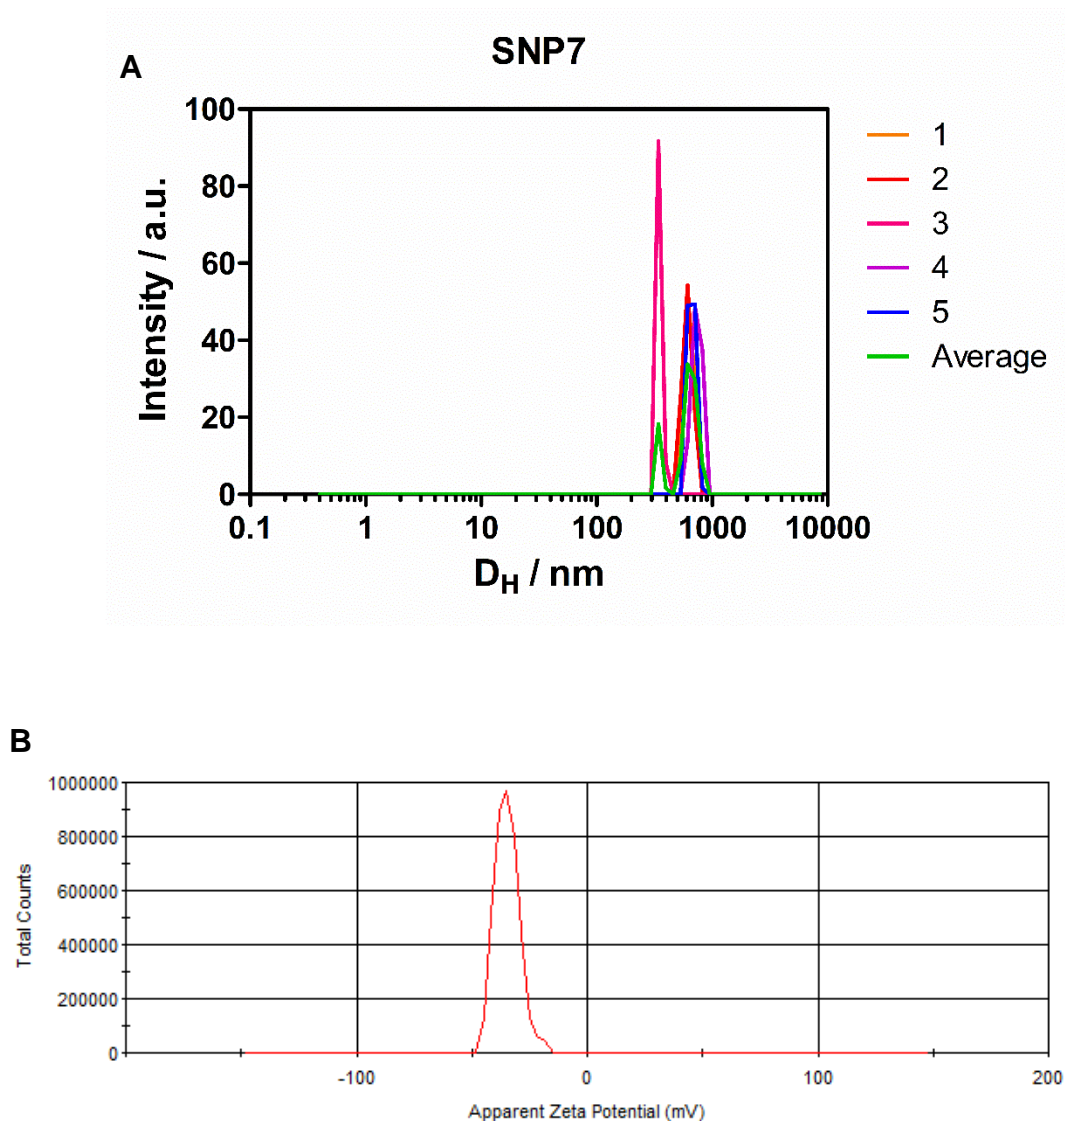 A
SNP7
Intensity / a.u.
100
80
60
40
20
0
0.1 1 10 100 1000 10000
D_H / nm
1
2
3
4
5
Average
B
Total Counts
1000000
800000
600000
400000
200000
0
-100 0 100 200
Apparent Zeta Potential (mV)